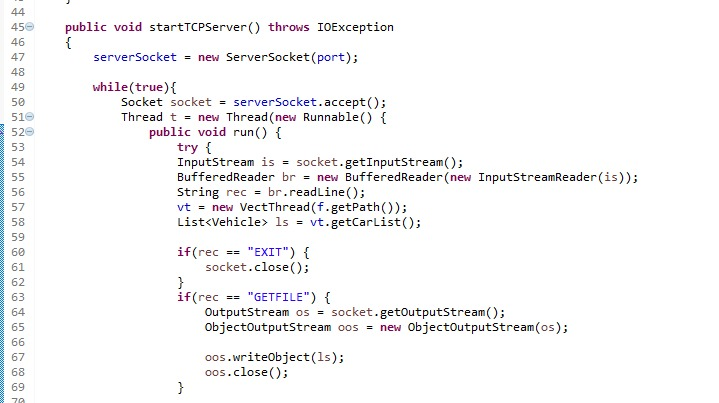 44
45 public void startTCPServer() throws IOException
46 {
47 serverSocket = new ServerSocket(port);
48
49 while(true){
50 Socket socket = serverSocket.accept();
51 Thread t = new Thread(new Runnable() {
52 public void run() {
53 try {
54 InputStream is = socket.getInputStream();
55 BufferedReader br = new BufferedReader(new InputStreamReader(is));
56 String rec = br.readLine();
57 vt = new VectThread(f.getPath());
58 List<Vehicle> ls = vt.getCarList();
59
60 if(rec == "EXIT") {
61 socket.close();
62 }
63 if(rec == "GETFILE") {
64 OutputStream os = socket.getOutputStream();
65 ObjectOutputStream oos = new ObjectOutputStream(os);
66
67 oos.writeObject(ls);
68 oos.close();
69 }